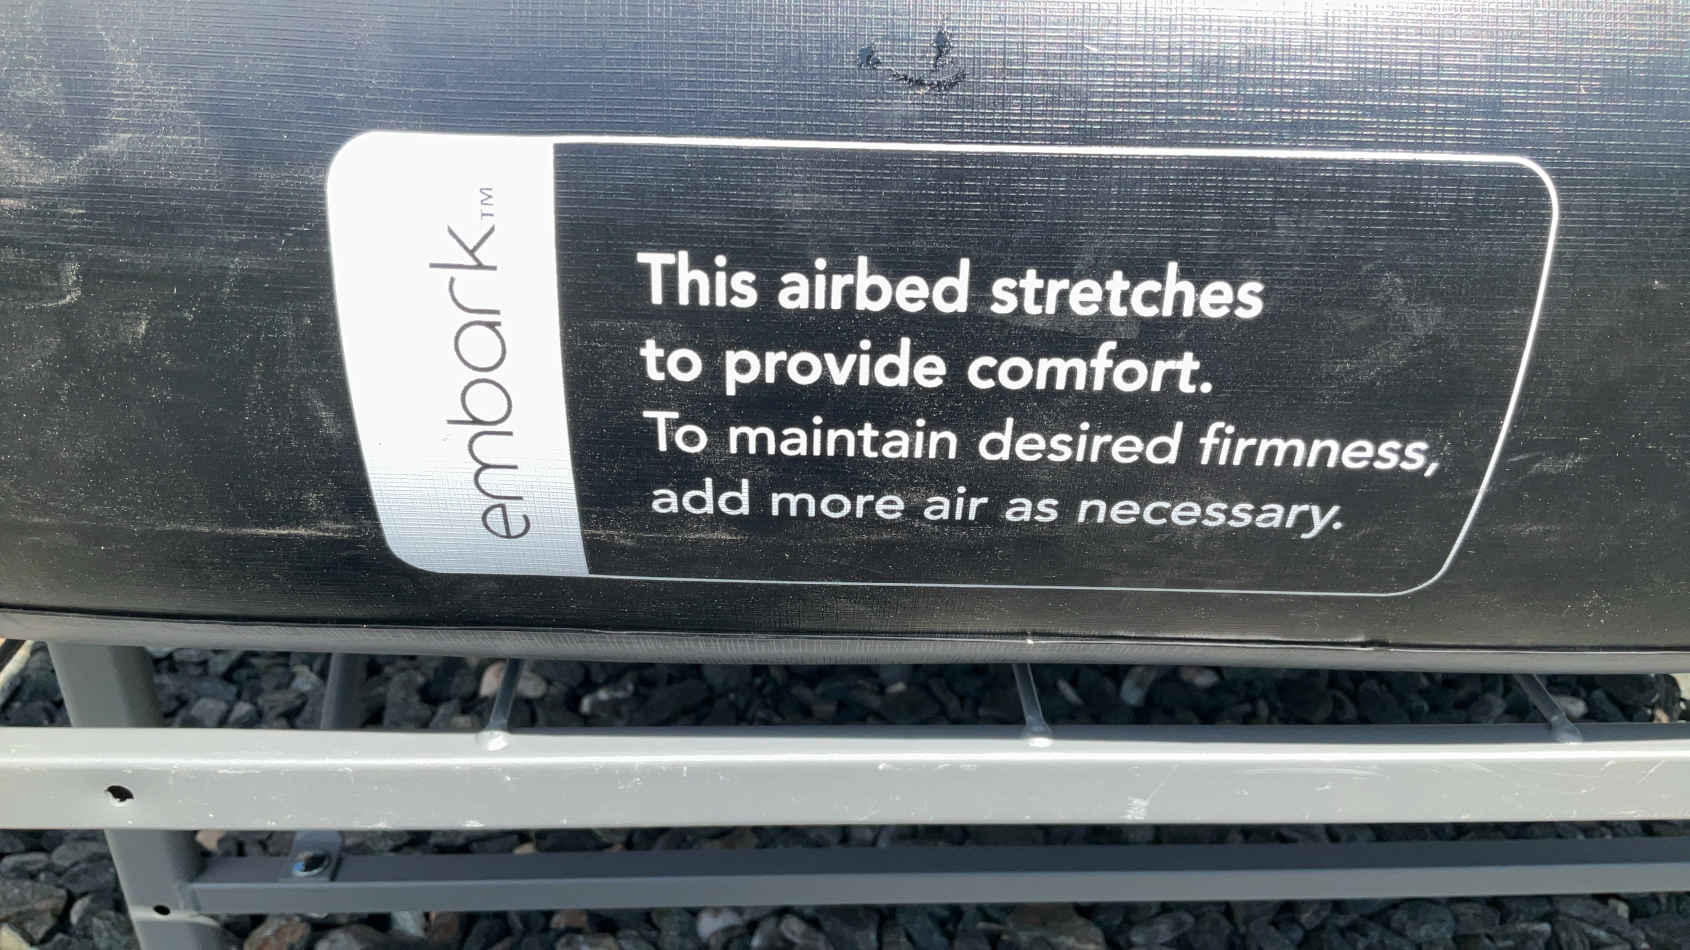 embark™
This airbed stretches
to provide comfort.
To maintain desired firmness,
add more air as necessary.